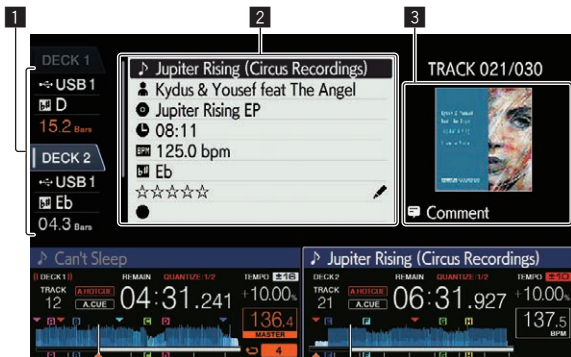 1
2
3
DECK 1
USB1
D
15.2 Bars
DECK 2
USB1
Eb
04.3 Bars
Jupiter Rising (Circus Recordings)
Kydus & Yousef feat The Angel
Jupiter Rising EP
08:11
BPM 125.0 bpm
Eb
TRACK 021/030
Comment
Can't Sleep
DECK1
REMAIN
QUANTIZE:1/2
TEMPO ±16
TRACK
12
A.HOTCUE
A.CUE
04:31.241
+10.00%
136.4
MASTER
4
Jupiter Rising (Circus Recordings)
DECK2
REMAIN
QUANTIZE:1/2
TEMPO ±10
TRACK
21
A.HOTCUE
A.CUE
06:31.927
+10.00%
137.5
BPM